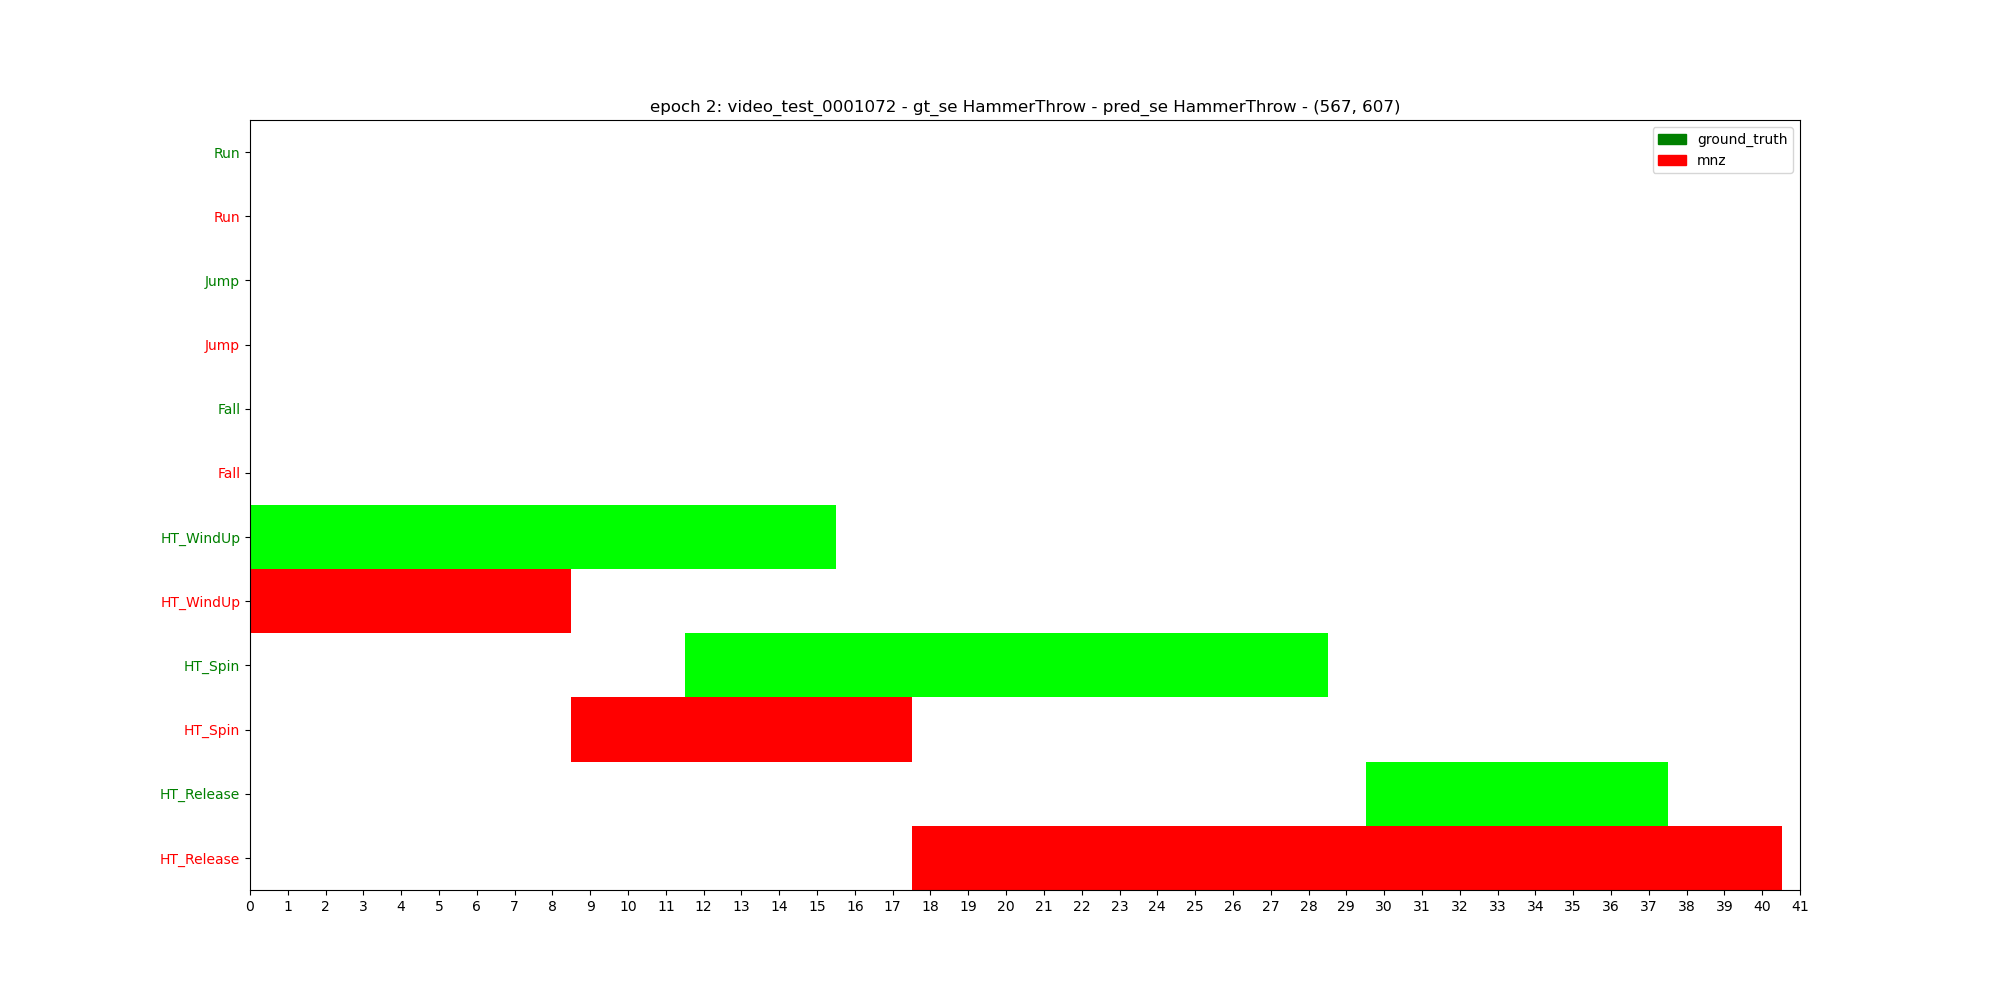 epoch 2: video_test_0001072 - gt_se HammerThrow - pred_se HammerThrow - (567, 607)
ground_truth
mnz
Run
Run
Jump
Jump
Fall
Fall
HT_WindUp
HT_WindUp
HT_Spin
HT_Spin
HT_Release
HT_Release
0 1 2 3 4 5 6 7 8 9 10 11 12 13 14 15 16 17 18 19 20 21 22 23 24 25 26 27 28 29 30 31 32 33 34 35 36 37 38 39 40 41